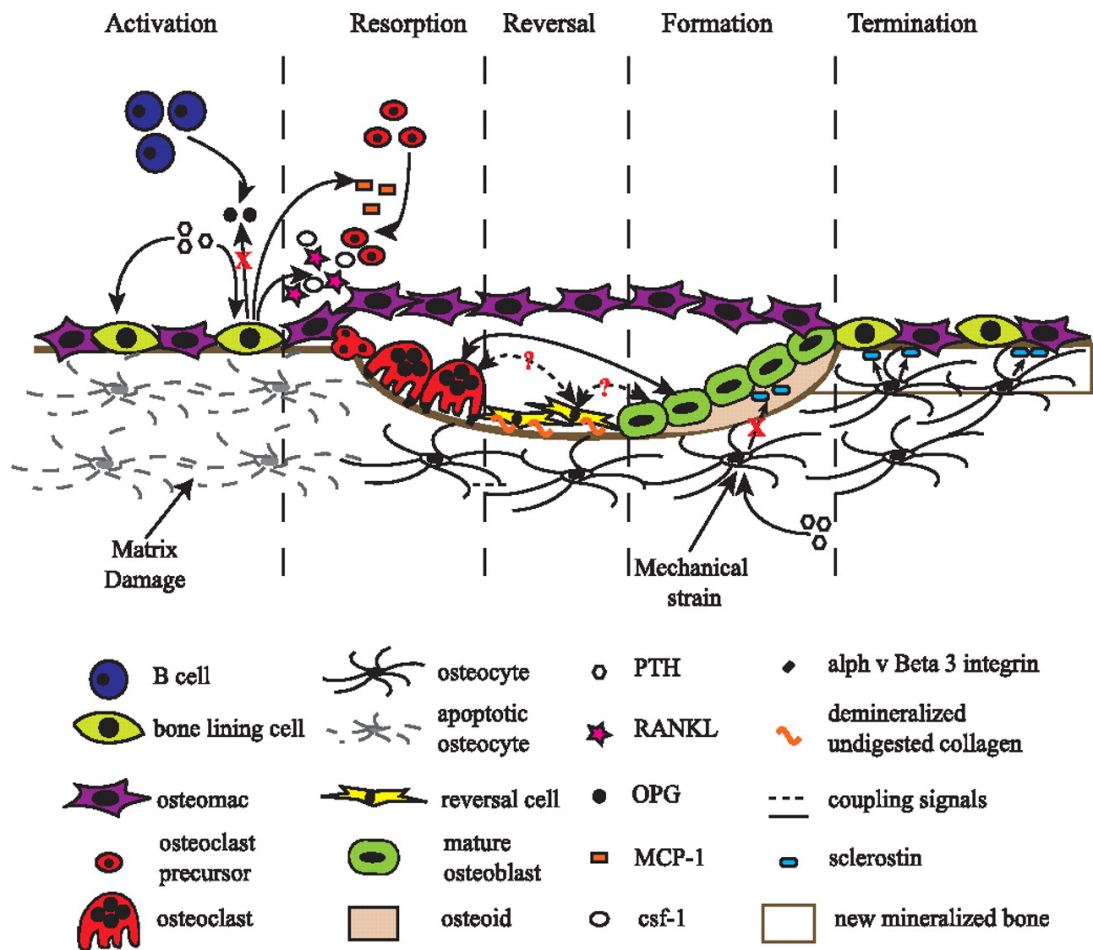 Activation Resorption Reversal Formation Termination
X
?
?
X
Matrix
Damage
Mechanical
strain
B cell
osteocyte
PTH
alph v Beta 3 integrin
bone lining cell
apoptotic
osteocyte
RANKL
demineralized
undigested collagen
osteomac
reversal cell
OPG
coupling signals
osteoclast
precursor
mature
osteoblast
MCP-1
sclerostin
osteoclast
osteoid
csf-1
new mineralized bone